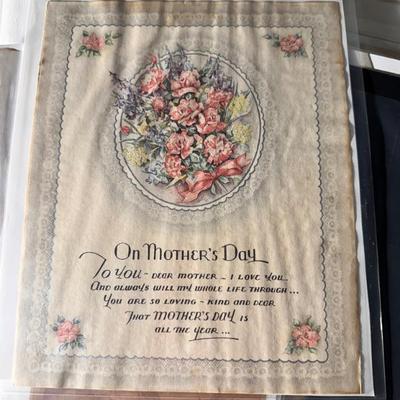 On Mother's Day
To You - dear mother - I love you -
And always will my whole life through...
You are so loving - kind and dear
That MOTHER'S DAY is
all the year...